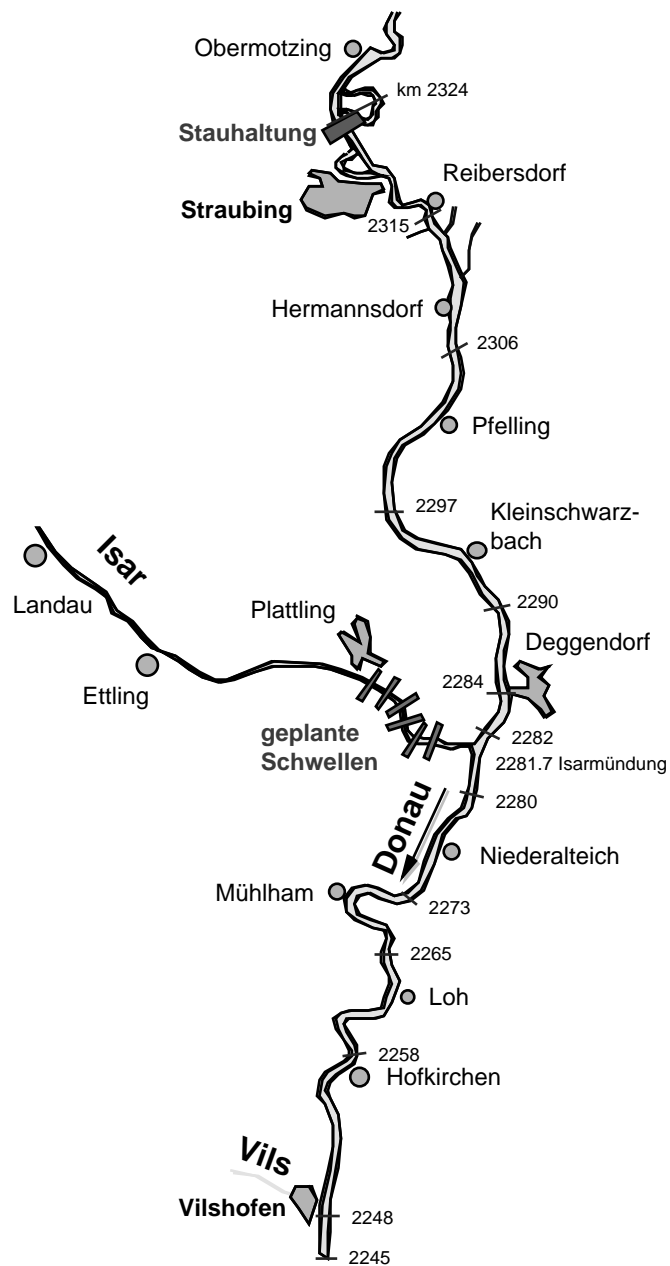 Obermotzing
km 2324
Stauhaltung
Reibersdorf
Straubing
2315
Hermannsdorf
2306
Pfelling
2297
Kleinschwarz-
bach
Isar
Landau
2290
Plattling
Deggendorf
Ettling
2284
geplante
Schwellen
2282
2281.7 Isarmündung
2280
Donau
Niederalteich
Mühlham
2273
2265
Loh
2258
Hofkirchen
Vils
Vilshofen
2248
2245